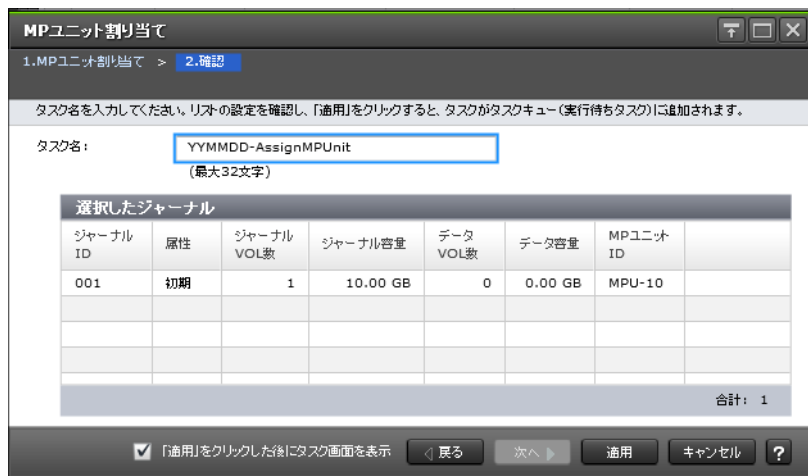 MPユニット割り当て
1.MPユニット割り当て > 2.確認
タスク名を入力してください。リストの設定を確認し、「適用」をクリックすると、タスクがタスクキュー(実行待ちタスク)に追加されます。
タスク名: YYMMDD-AssignMPUnit
(最大32文字)
選択したジャーナル
ジャーナル ID 属性 ジャーナル VOL数 ジャーナル容量 データ VOL数 データ容量 MPユニット ID
001 初期 1 10.00 GB 0 0.00 GB MPU-10
合計: 1
「適用」をクリックした後にタスク画面を表示 戻る 次へ 適用 キャンセル ?